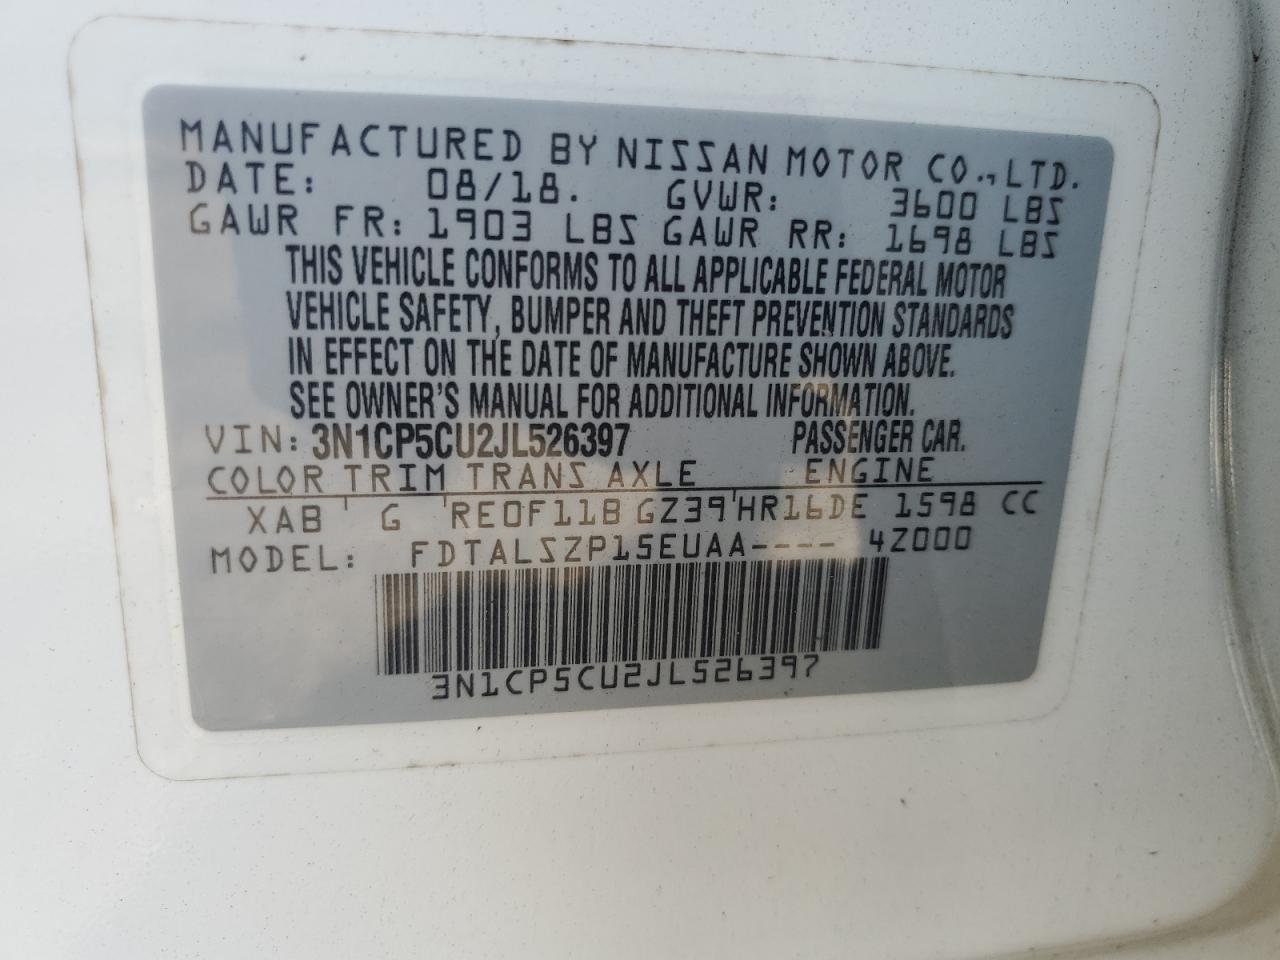 MANUFACTURED BY NISSAN MOTOR CO., LTD.
DATE: 08/18. GVWR: 3600 LBS
GAWR FR: 1903 LBS GAWR RR: 1698 LBS
THIS VEHICLE CONFORMS TO ALL APPLICABLE FEDERAL MOTOR
VEHICLE SAFETY, BUMPER AND THEFT PREVENTION STANDARDS
IN EFFECT ON THE DATE OF MANUFACTURE SHOWN ABOVE.
SEE OWNER'S MANUAL FOR ADDITIONAL INFORMATION.
VIN: 3N1CP5CU2JL526397 PASSENGER CAR.
COLOR TRIM TRANS AXLE ENGINE
XAB ' G 'RE0F11B GZ39'HR16DE 1598 CC
MODEL: FDTALSZP15EUAA---- 4Z000
3N1CP5CU2JL526397